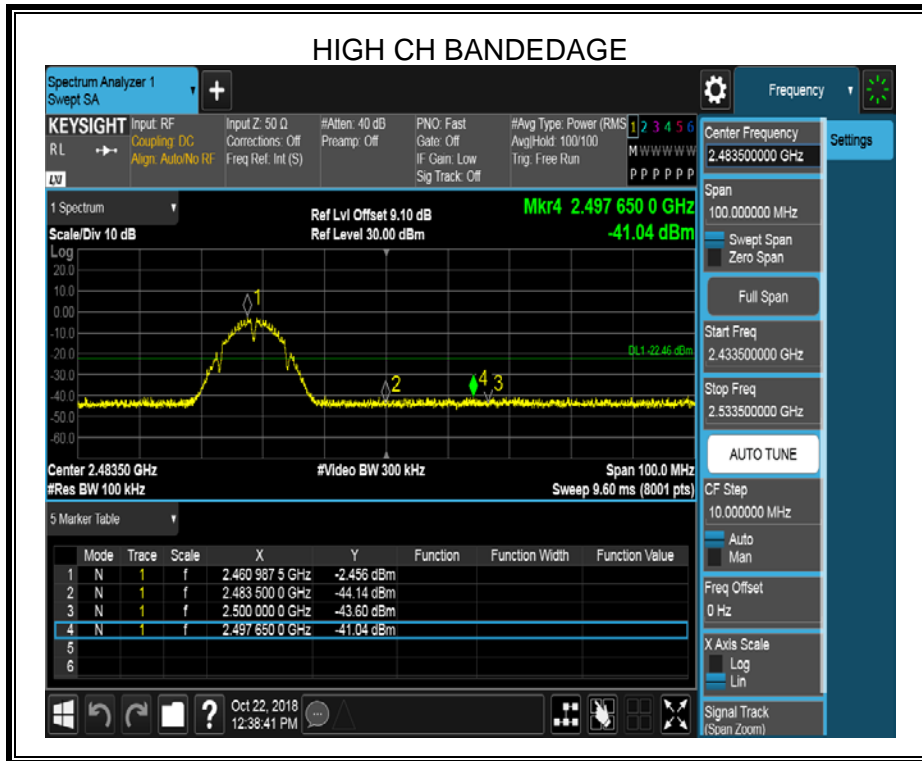 HIGH CH BANDEDAGE
Spectrum Analyzer 1
Swept SA
Frequency
KEYSIGHT
RL
LXI
Input: RF
Coupling: DC
Align: Auto/No RF
Input Z: 50 Ω
Corrections: Off
Freq Ref: Int (S)
#Atten: 40 dB
Preamp: Off
PNO: Fast
Gate: Off
IF Gain: Low
Sig Track: Off
#Avg Type: Power (RMS
Avg|Hold: 100/100
Trig: Free Run
1 2 3 4 5 6
M W W W W W
P P P P P P
1 Spectrum
Scale/Div 10 dB
Ref Lvl Offset 9.10 dB
Ref Level 30.00 dBm
Mkr4 2.497 650 0 GHz
-41.04 dBm
Log
20.0
10.0
0.00
-10.0
-20.0
-30.0
-40.0
-50.0
-60.0
1
2
4
3
DL1 -22.46 dBm
Center 2.48350 GHz
#Res BW 100 kHz
#Video BW 300 kHz
Span 100.0 MHz
Sweep 9.60 ms (8001 pts)
5 Marker Table
Mode Trace Scale X Y Function Function Width Function Value
1 N 1 f 2.460 987 5 GHz -2.456 dBm
2 N 1 f 2.483 500 0 GHz -44.14 dBm
3 N 1 f 2.500 000 0 GHz -43.60 dBm
4 N 1 f 2.497 650 0 GHz -41.04 dBm
5
6
?
Oct 22, 2018
12:38:41 PM
Settings
Center Frequency
2.483500000 GHz
Span
100.000000 MHz
Swept Span
Zero Span
Full Span
Start Freq
2.433500000 GHz
Stop Freq
2.533500000 GHz
AUTO TUNE
CF Step
10.000000 MHz
Auto
Man
Freq Offset
0 Hz
X Axis Scale
Log
Lin
Signal Track
(Span Zoom)